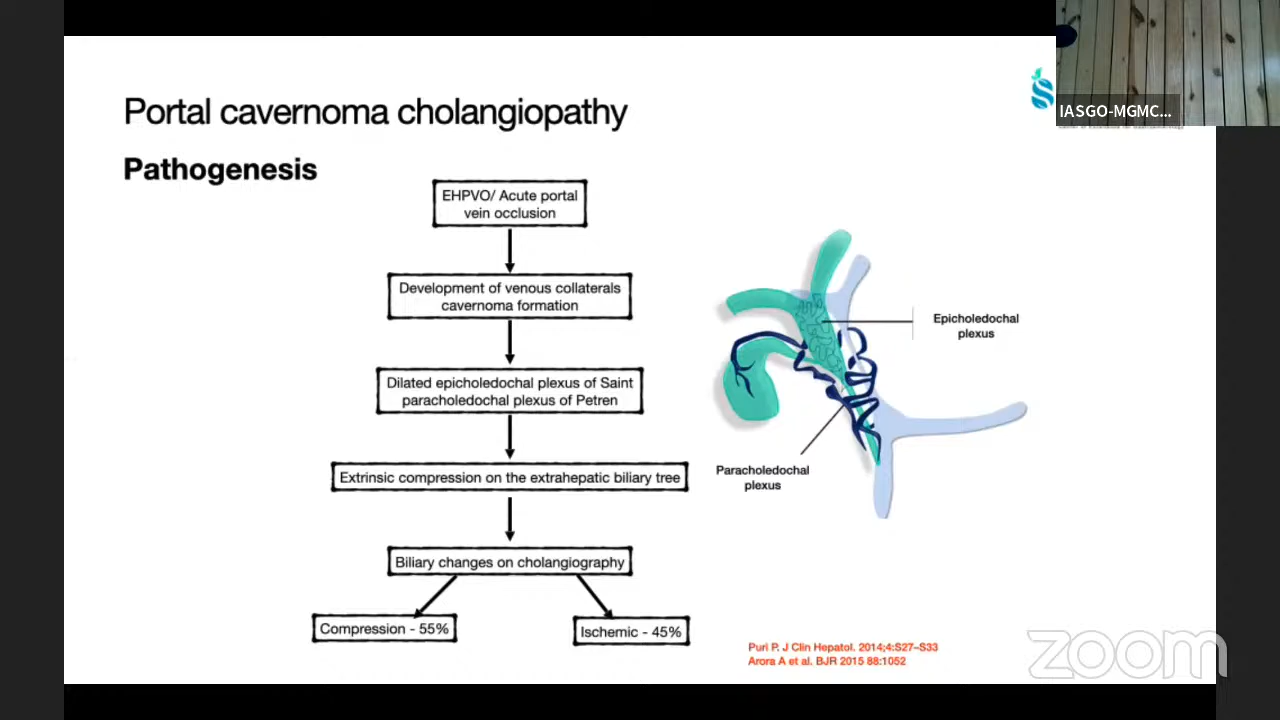 IASGO-MGMC...
Portal cavernoma cholangiopathy
Pathogenesis
EHPVO/ Acute portal
vein occlusion
Development of venous collaterals
cavernoma formation
Dilated epicholedochal plexus of Saint
paracholedochal plexus of Petren
Extrinsic compression on the extrahepatic biliary tree
Biliary changes on cholangiography
Compression - 55%
Ischemic - 45%
Epicholedochal
plexus
Paracholedochal
plexus
Puri P. J Clin Hepatol. 2014;4:S27–S33
Arora A et al. BJR 2015 88:1052
zoom